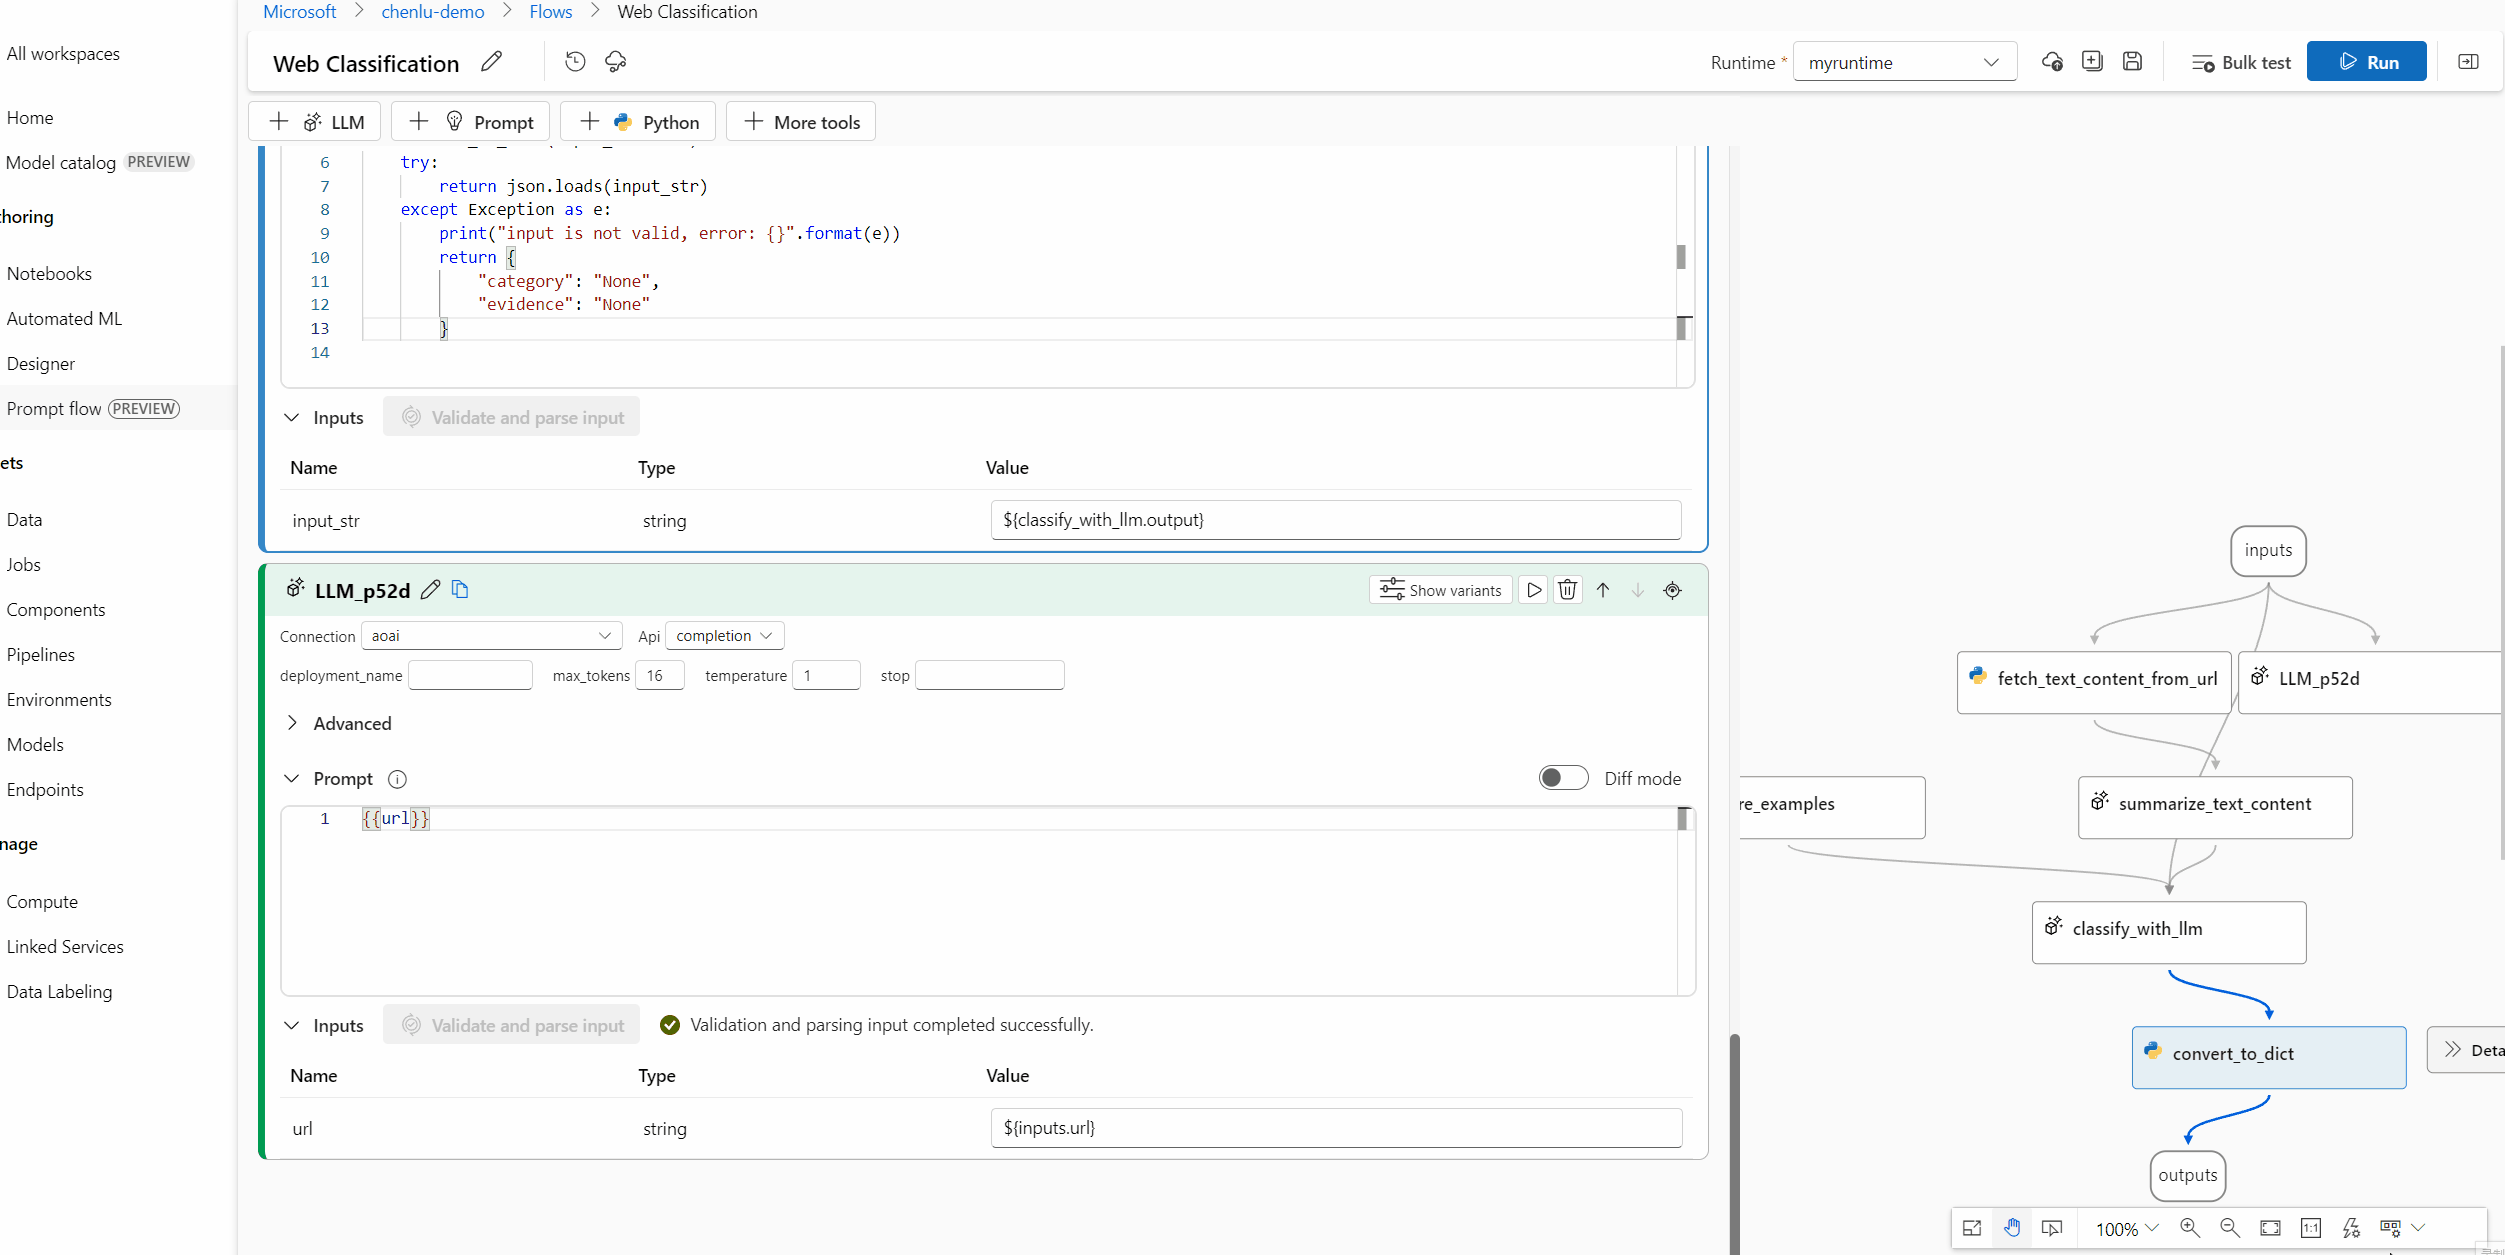 Microsoft > chenlu-demo > Flows > Web Classification
All workspaces
Home
Model catalog PREVIEW
horing
Notebooks
Automated ML
Designer
Prompt flow PREVIEW
ets
Data
Jobs
Components
Pipelines
Environments
Models
Endpoints
nage
Compute
Linked Services
Data Labeling
Web Classification
Runtime * myruntime
Bulk test
Run
+ LLM
+ Prompt
+ Python
+ More tools
6 try:
7 return json.loads(input_str)
8 except Exception as e:
9 print("input is not valid, error: {}".format(e))
10 return {
11 "category": "None",
12 "evidence": "None"
13 }
14
Inputs Validate and parse input
Name Type Value
input_str string ${classify_with_llm.output}
LLM_p52d Show variants
Connection aoai Api completion
deployment_name max_tokens 16 temperature 1 stop
Advanced
Prompt Diff mode
1 {{url}}
Inputs Validate and parse input Validation and parsing input completed successfully.
Name Type Value
url string ${inputs.url}
inputs
fetch_text_content_from_url
LLM_p52d
re_examples
summarize_text_content
classify_with_llm
convert_to_dict
Deta
outputs
100%
1:1